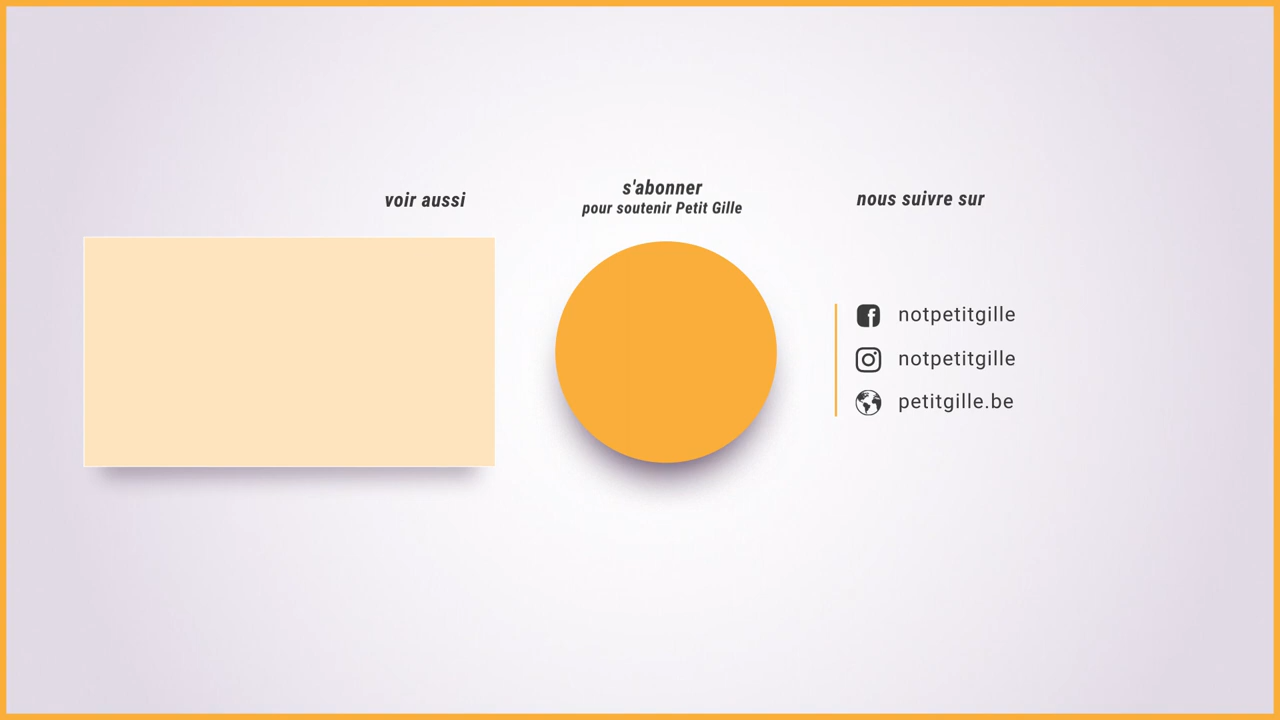 voir aussi
s'abonner
pour soutenir Petit Gille
nous suivre sur
notpetitgille
notpetitgille
petitgille.be